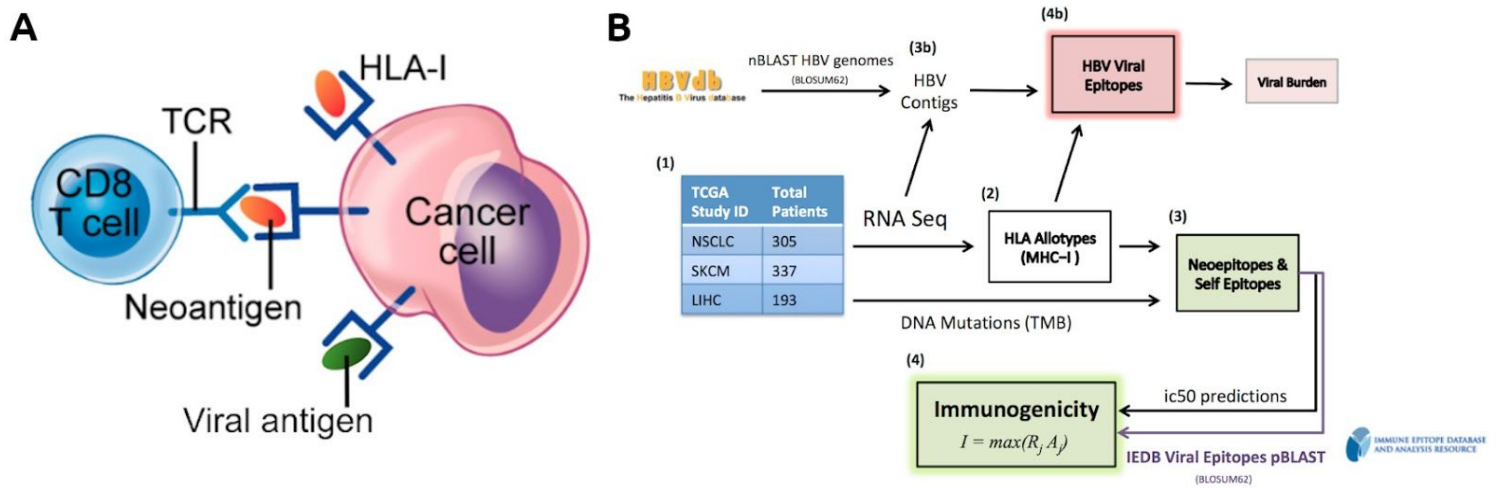 A
HLA-I
TCR
CD8
T cell
Cancer
cell
Neoantigen
Viral antigen
B
HBVdb
The Hepatitis B Virus database
nBLAST HBV genomes
(BLOSUM62)
(3b)
HBV
Contigs
(4b)
HBV Viral
Epitopes
Viral Burden
(1)
TCGA Study ID Total Patients
NSCLC 305
SKCM 337
LIHC 193
RNA Seq
(2)
HLA Allotypes
(MHC–I )
(3)
Neoepitopes &
Self Epitopes
DNA Mutations (TMB)
(4)
Immunogenicity
I = max(Rj Aj)
ic50 predictions
IEDB Viral Epitopes pBLAST
(BLOSUM62)
IMMUNE EPITOPE DATABASE
AND ANALYSIS RESOURCE